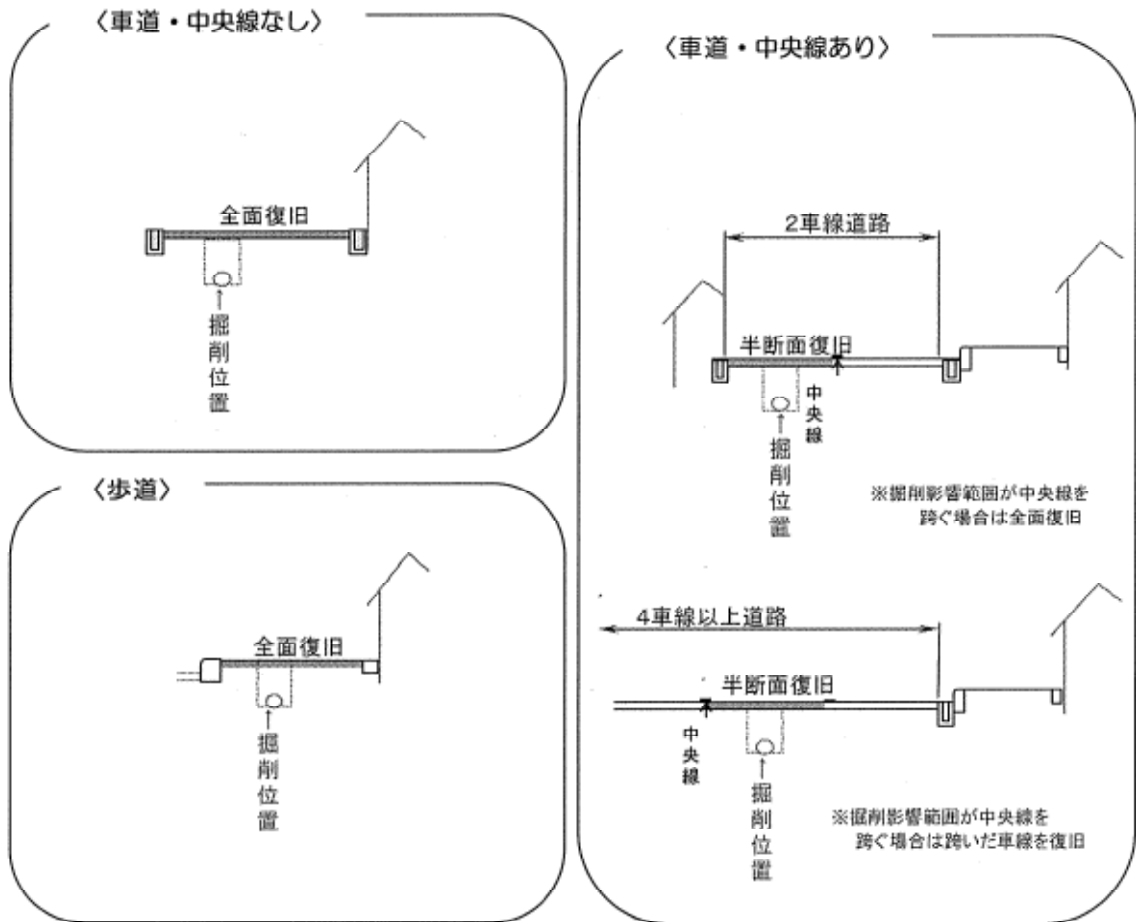 〈車道・中央線なし〉
全面復旧
↑掘削位置
〈歩道〉
全面復旧
↑掘削位置
〈車道・中央線あり〉
2車線道路
半断面復旧
中央線
↑掘削位置
※掘削影響範囲が中央線を
跨ぐ場合は全面復旧
4車線以上道路
半断面復旧
中央線
↑掘削位置
※掘削影響範囲が中央線を
跨ぐ場合は跨いだ車線を復旧